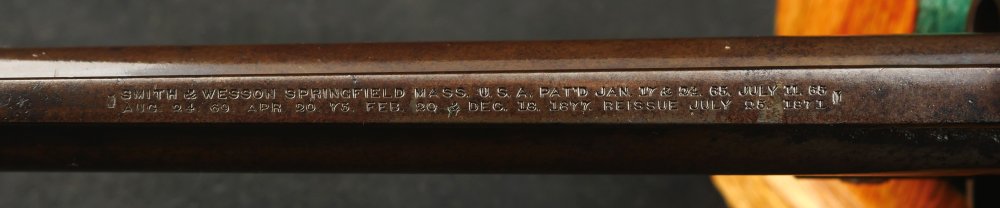 SMITH & WESSON SPRINGFIELD MASS. U.S.A. PAT'D JAN. 17 & 24. 65. JULY 11. 65
AUG. 24. 69. APR. 20. 75. FEB. 20 & DEC. 18. 1877. REISSUE JULY 25. 1871.